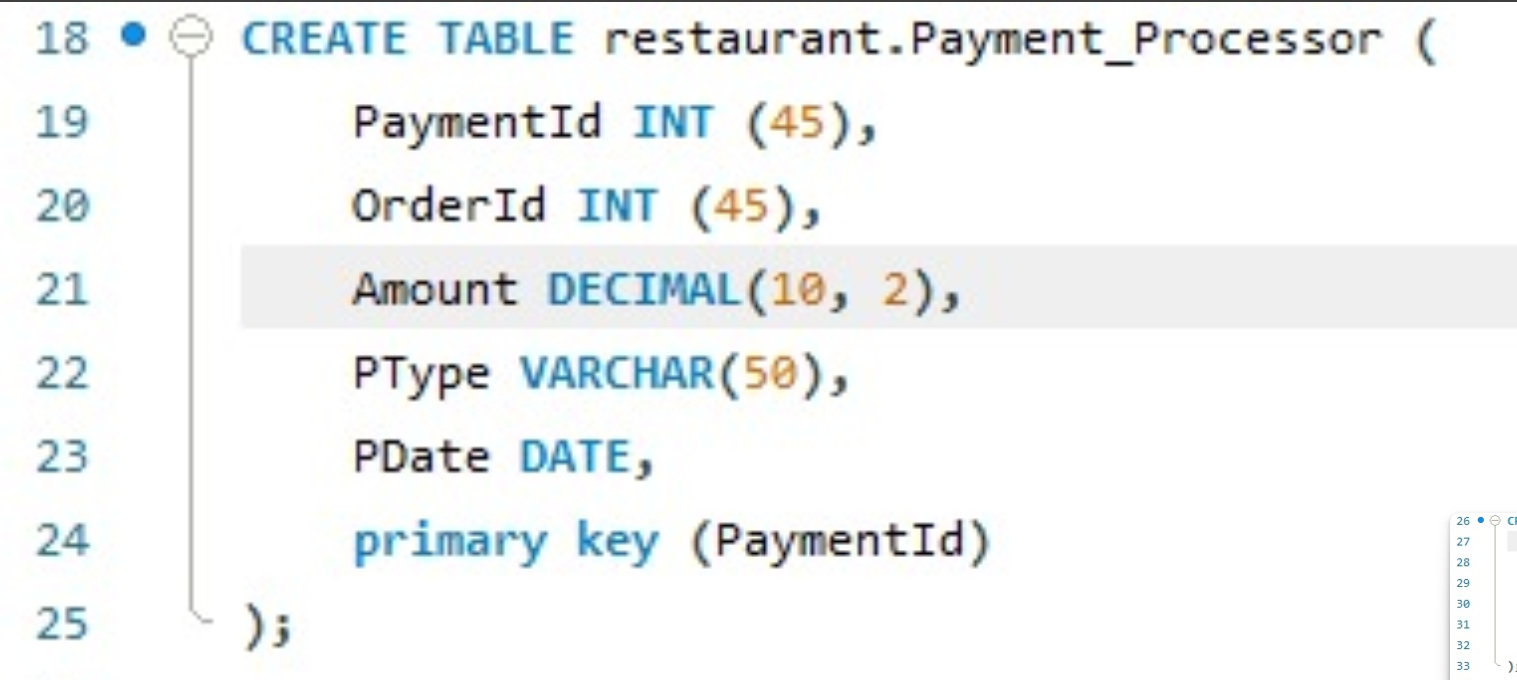 18 CREATE TABLE restaurant.Payment_Processor (
19 PaymentId INT (45),
20 OrderId INT (45),
21 Amount DECIMAL(10, 2),
22 PType VARCHAR(50),
23 PDate DATE,
24 primary key (PaymentId)
25 );
26
27
28
29
30
31
32
33 );